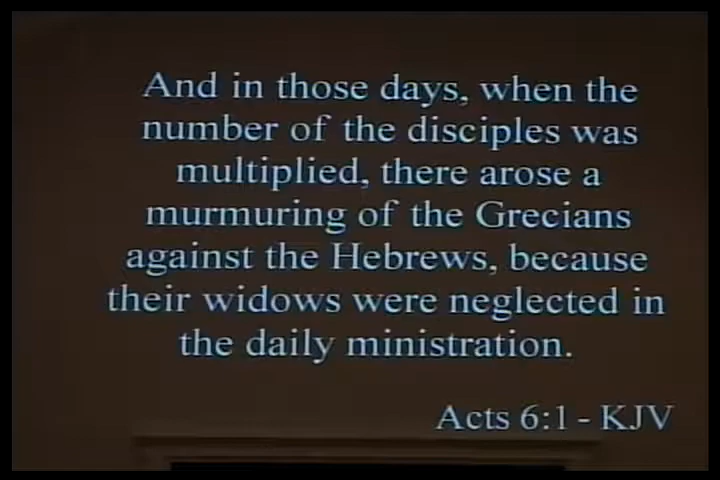 And in those days, when the
number of the disciples was
multiplied, there arose a
murmuring of the Grecians
against the Hebrews, because
their widows were neglected in
the daily ministration.
Acts 6:1 - KJV